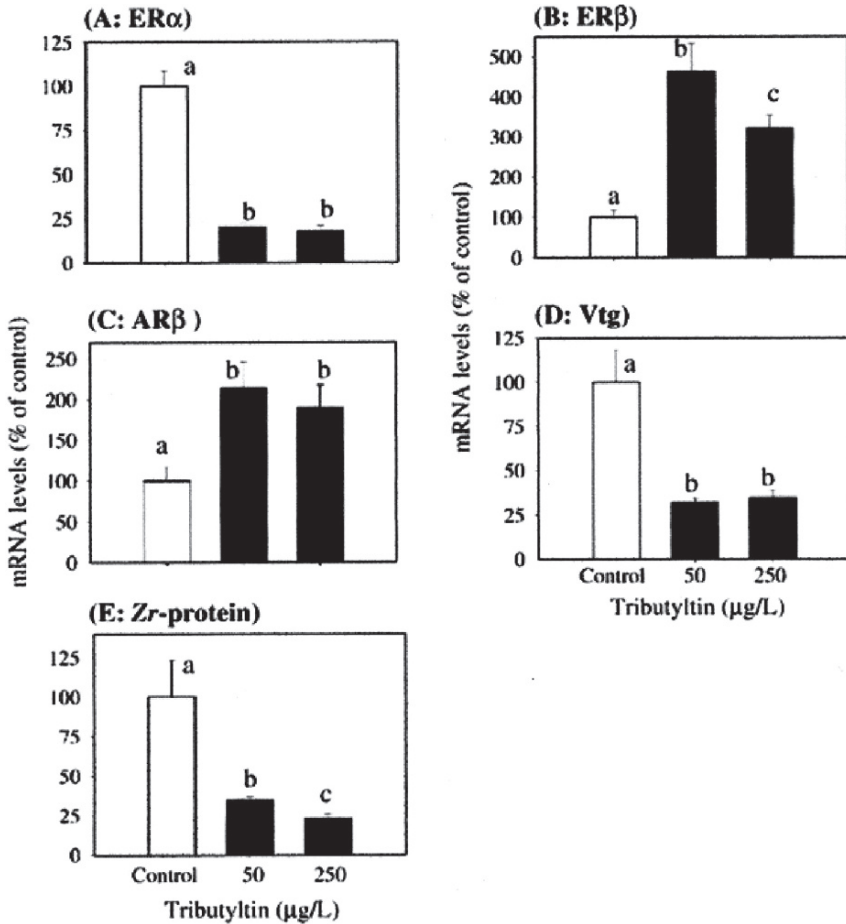 (A: ERα)
125
100
75
50
25
0
a
b
b
(B: ERβ)
500
400
300
200
100
0
a
b
c
mRNA levels (% of control)
(C: ARβ )
250
200
150
100
50
0
a
b
b
mRNA levels (% of control)
(D: Vtg)
125
100
75
50
25
0
a
b
b
Control 50 250
Tributyltin (μg/L)
(E: Zr-protein)
125
100
75
50
25
0
a
b
c
Control 50 250
Tributyltin (μg/L)